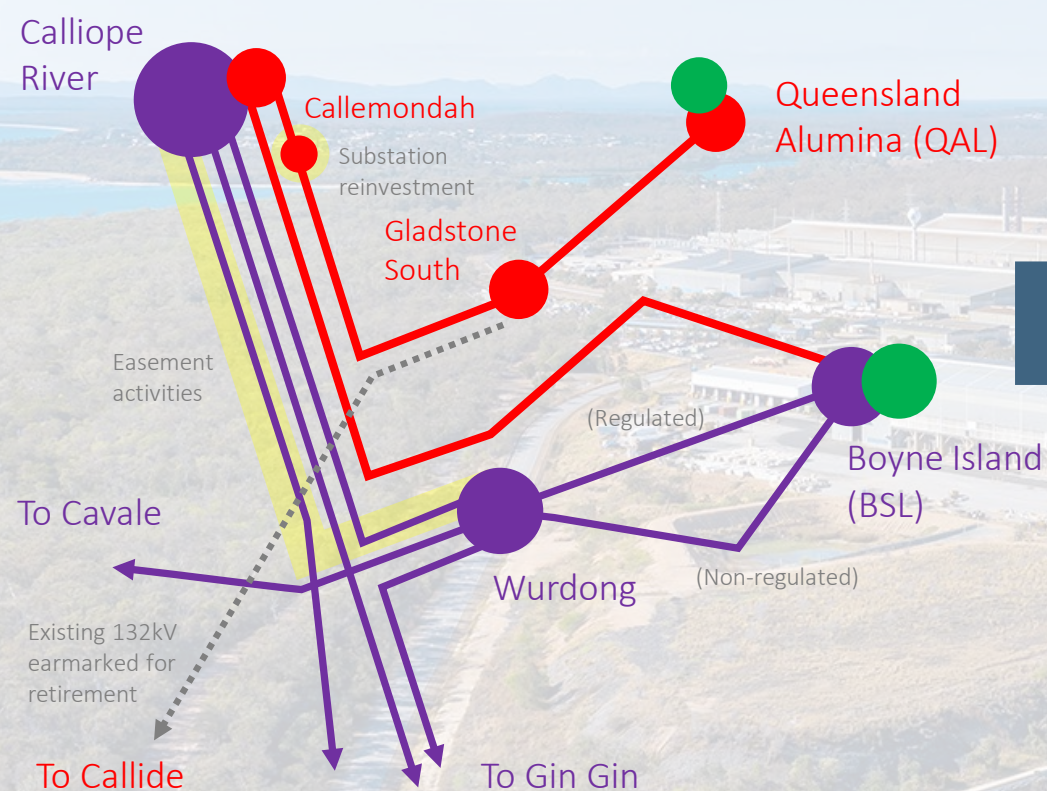 Calliope
River
Callemondah
Substation
reinvestment
Queensland
Alumina (QAL)
Gladstone
South
Easement
activities
(Regulated)
Boyne Island
(BSL)
To Cavale
Wurdong
(Non-regulated)
Existing 132kV
earmarked for
retirement
To Callide
To Gin Gin